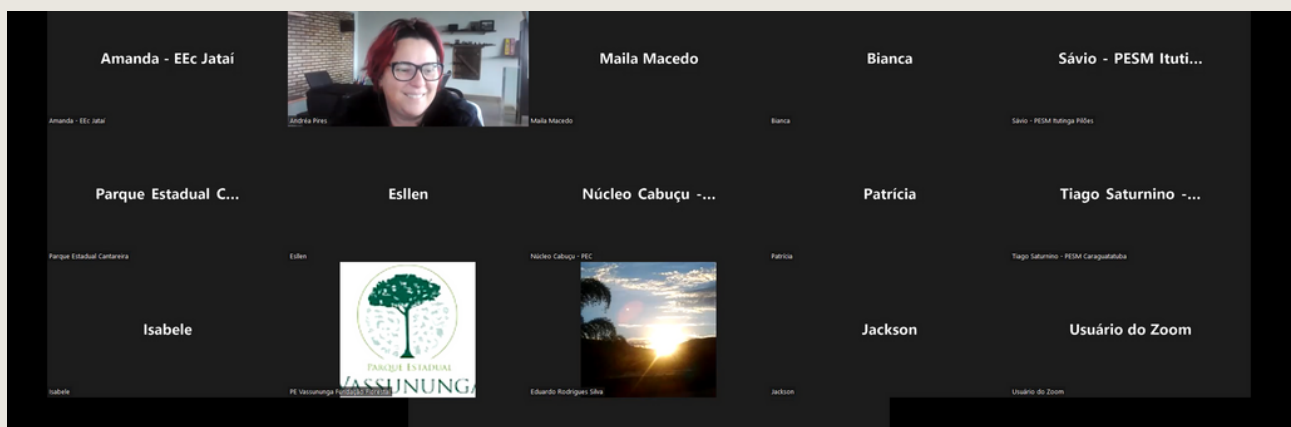 Amanda - EEc Jataí
Amanda - EEc Jataí
Andréa Pires
Maila Macedo
Maila Macedo
Bianca
Bianca
Sávio - PESM Ituti...
Sávio - PESM Itutinga Pilões
Parque Estadual C...
Parque Estadual Cantareira
Esllen
Esllen
Núcleo Cabuçu -...
Núcleo Cabuçu - PEC
Patrícia
Patrícia
Tiago Saturnino -...
Tiago Saturnino - PESM Caraguatatuba
Isabele
Isabele
PARQUE ESTADUAL
VASSUNUNGA
PE Vassununga Fundação Florestal
Eduardo Rodrigues Silva
Jackson
Jackson
Usuário do Zoom
Usuário do Zoom